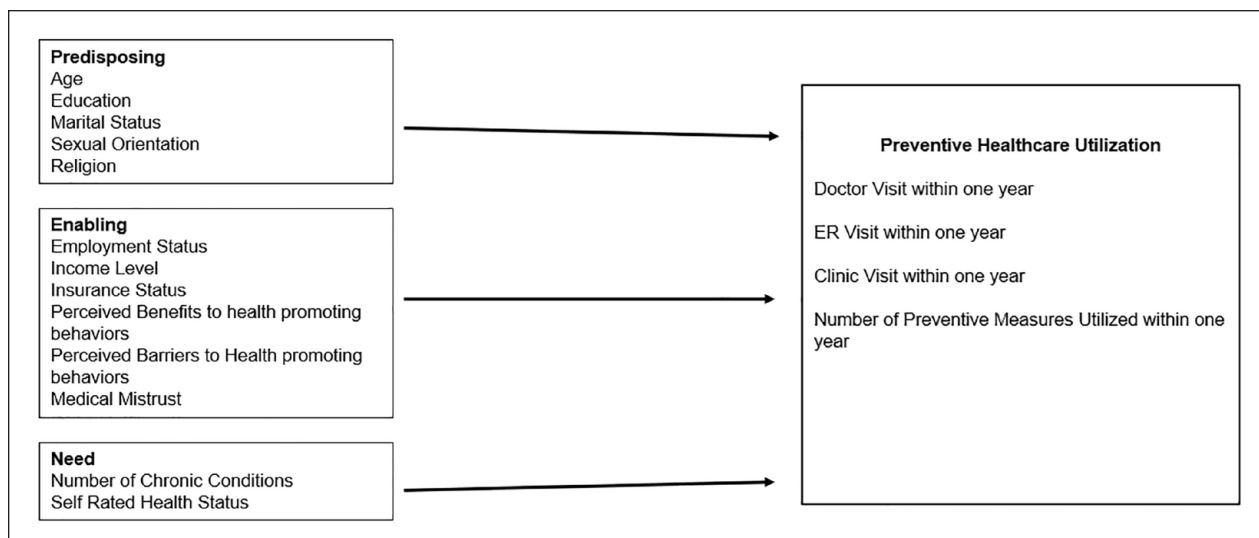 Predisposing
Age
Education
Marital Status
Sexual Orientation
Religion
Enabling
Employment Status
Income Level
Insurance Status
Perceived Benefits to health promoting
behaviors
Perceived Barriers to Health promoting
behaviors
Medical Mistrust
Need
Number of Chronic Conditions
Self Rated Health Status
Preventive Healthcare Utilization
Doctor Visit within one year
ER Visit within one year
Clinic Visit within one year
Number of Preventive Measures Utilized within one
year